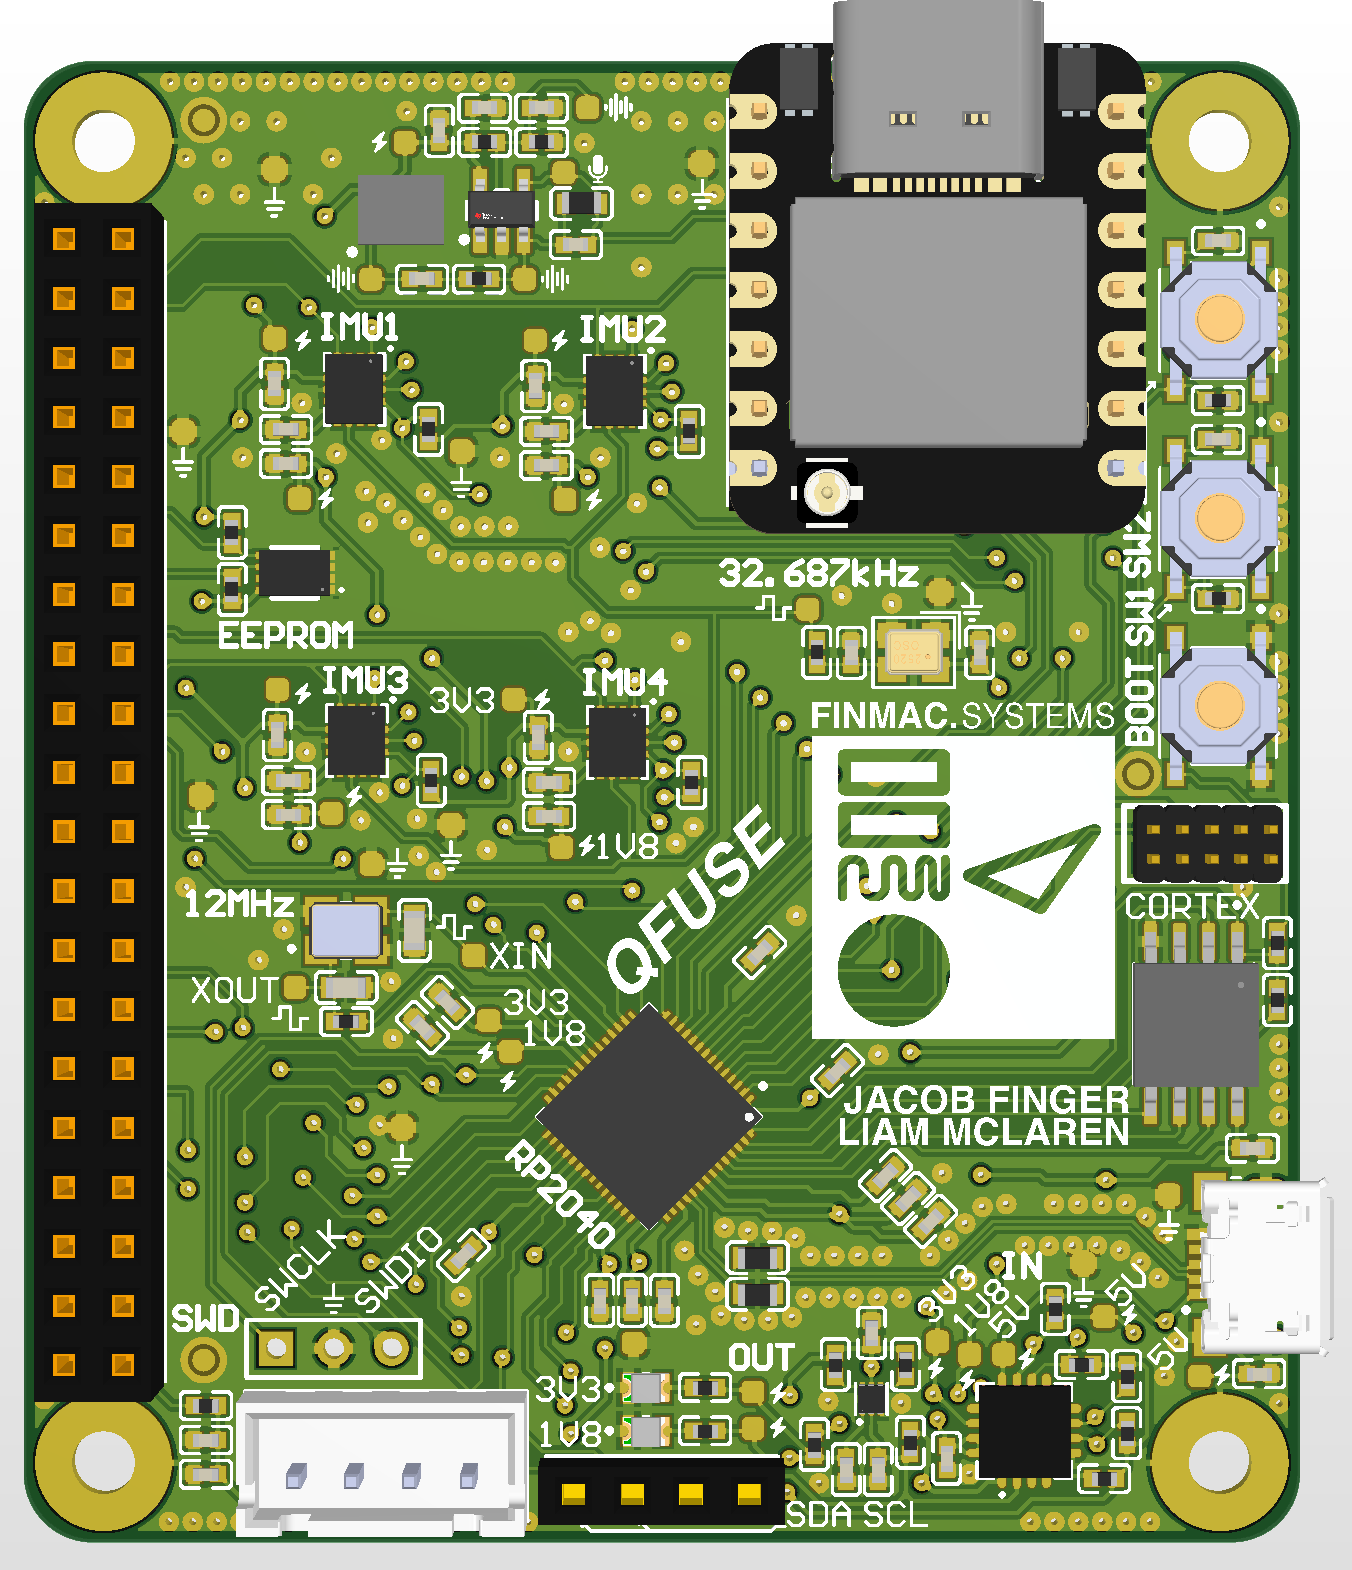 IMU1
IMU2
EEPROM
32.687kHz
SW2
SW1
BOOT
IMU3
3V3
IMU4
FINMAC.SYSTEMS
1V8
QFUSE
12MHz
CORTEX
XIN
XOUT
3V3
1V8
JACOB FINGER
LIAM MCLAREN
RP2040
SWCLK
SWDIO
IN
3V3
1V8
5V
5V
5V
SWD
OUT
3V3
1V8
SDA SCL